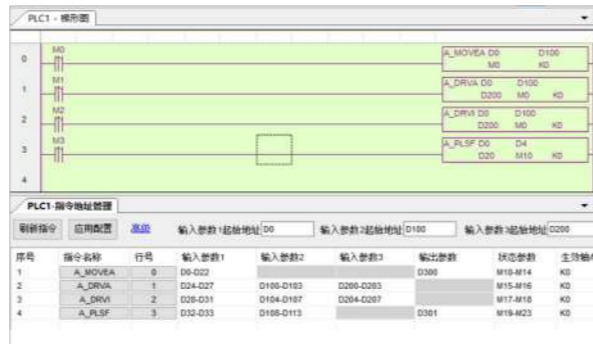 PLC1 - 梯形图
0 M0 A_MOVEA D0 D100
M0 K0
1 M1 A_DRVA D0 D100
D200 M0 K0
2 M2 A_DRVI D0 D100
D200 M0 K0
3 M3 A_PLSF D0 D4
D20 M10 K0
4
PLC1-指令地址管理
刷新指令 应用配置 高级 输入参数1起始地址 D0 输入参数2起始地址 D100 输入参数3起始地址 D200
序号 指令名称 行号 输入参数1 输入参数2 输入参数3 输出参数 状态参数 生效轴
1 A_MOVEA 0 D0-D22 D300 M10-M14 K0
2 A_DRVA 1 D24-D27 D100-D103 D200-D203 M15-M16 K0
3 A_DRVI 2 D28-D31 D104-D107 D204-D207 M17-M18 K0
4 A_PLSF 3 D32-D33 D108-D113 D301 M19-M23 K0